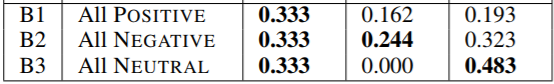 B1 All POSITIVE 0.333 0.162 0.193
B2 All NEGATIVE 0.333 0.244 0.323
B3 All NEUTRAL 0.333 0.000 0.483